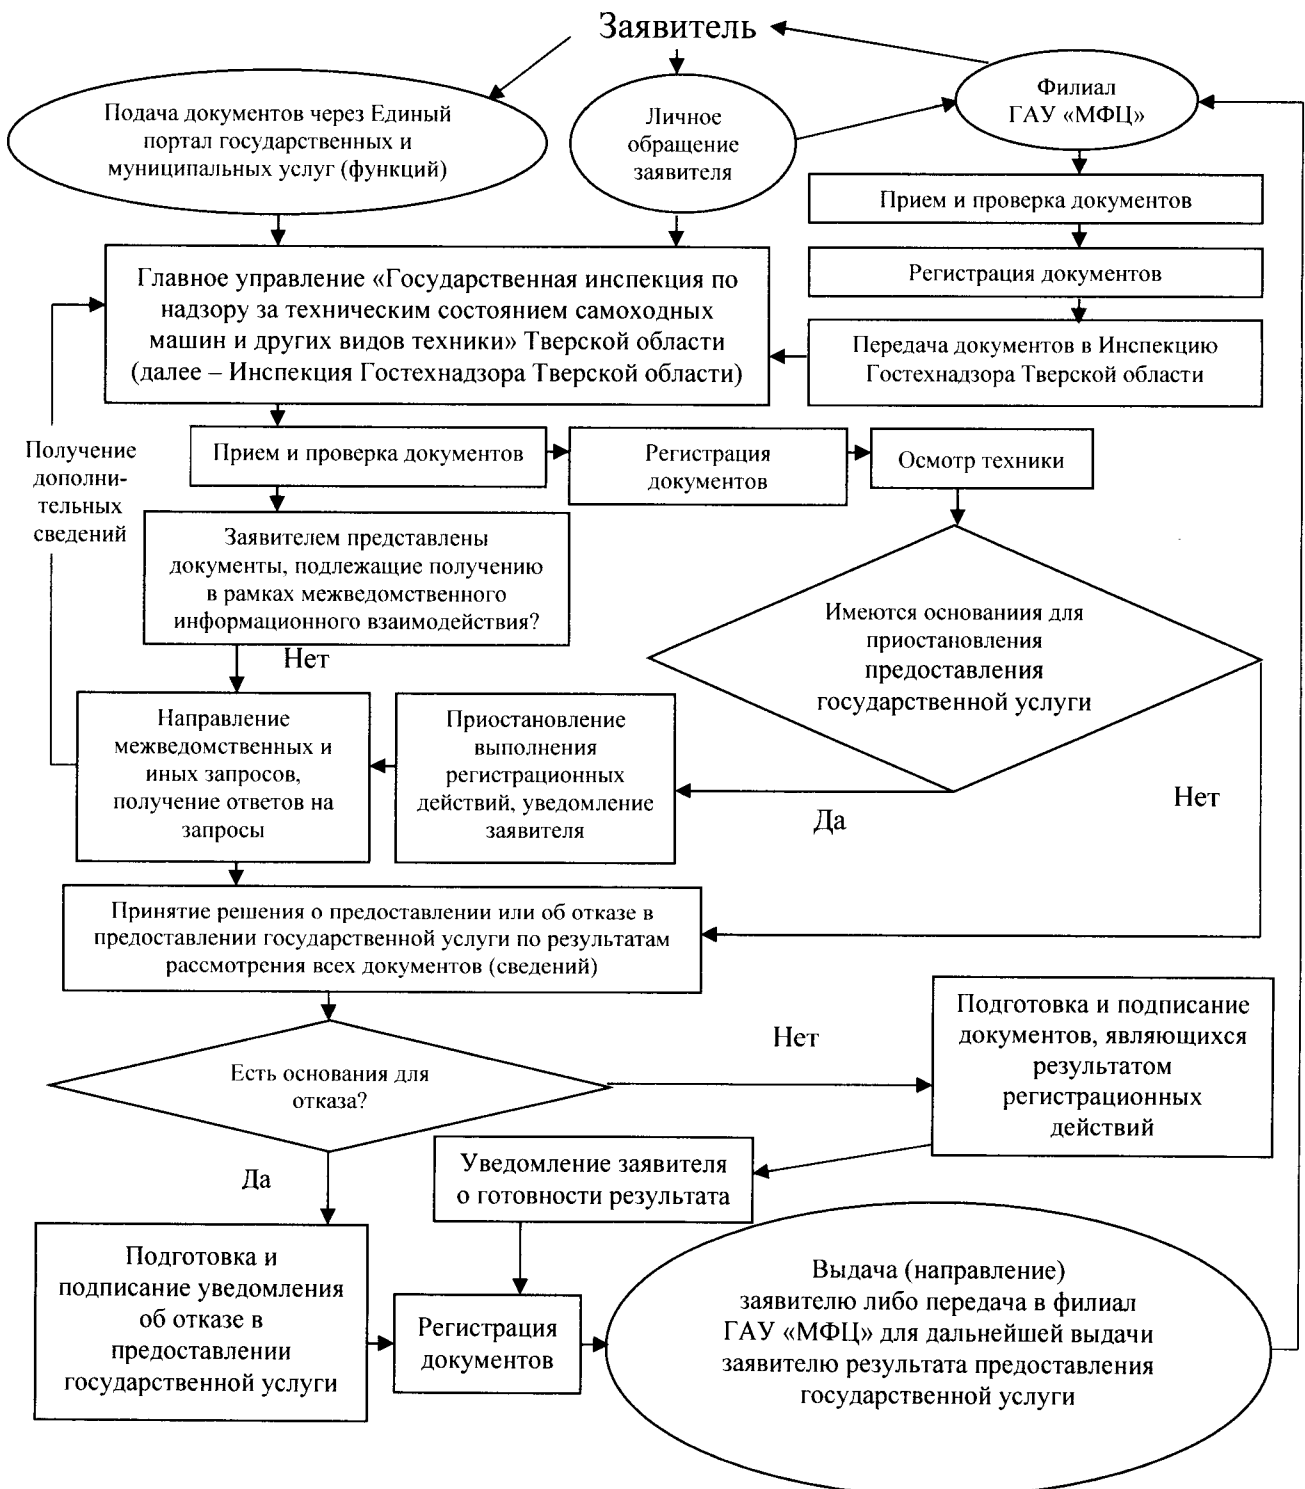 Заявитель
Подача документов через Единый
портал государственных и
муниципальных услуг (функций)
Личное
обращение
заявителя
Филиал
ГАУ «МФЦ»
Прием и проверка документов
Регистрация документов
Передача документов в Инспекцию
Гостехнадзора Тверской области
Главное управление «Государственная инспекция по
надзору за техническим состоянием самоходных
машин и других видов техники» Тверской области
(далее – Инспекция Гостехнадзора Тверской области)
Получение
дополни-
тельных
сведений
Прием и проверка документов
Регистрация
документов
Осмотр техники
Заявителем представлены
документы, подлежащие получению
в рамках межведомственного
информационного взаимодействия?
Нет
Имеются основаниия для
приостановления
предоставления
государственной услуги
Направление
межведомственных и
иных запросов,
получение ответов на
запросы
Приостановление
выполнения
регистрационных
действий, уведомление
заявителя
Да
Нет
Принятие решения о предоставлении или об отказе в
предоставлении государственной услуги по результатам
рассмотрения всех документов (сведений)
Есть основания для
отказа?
Нет
Подготовка и подписание
документов, являющихся
результатом
регистрационных
действий
Да
Уведомление заявителя
о готовности результата
Подготовка и
подписание уведомления
об отказе в
предоставлении
государственной услуги
Регистрация
документов
Выдача (направление)
заявителю либо передача в филиал
ГАУ «МФЦ» для дальнейшей выдачи
заявителю результата предоставления
государственной услуги